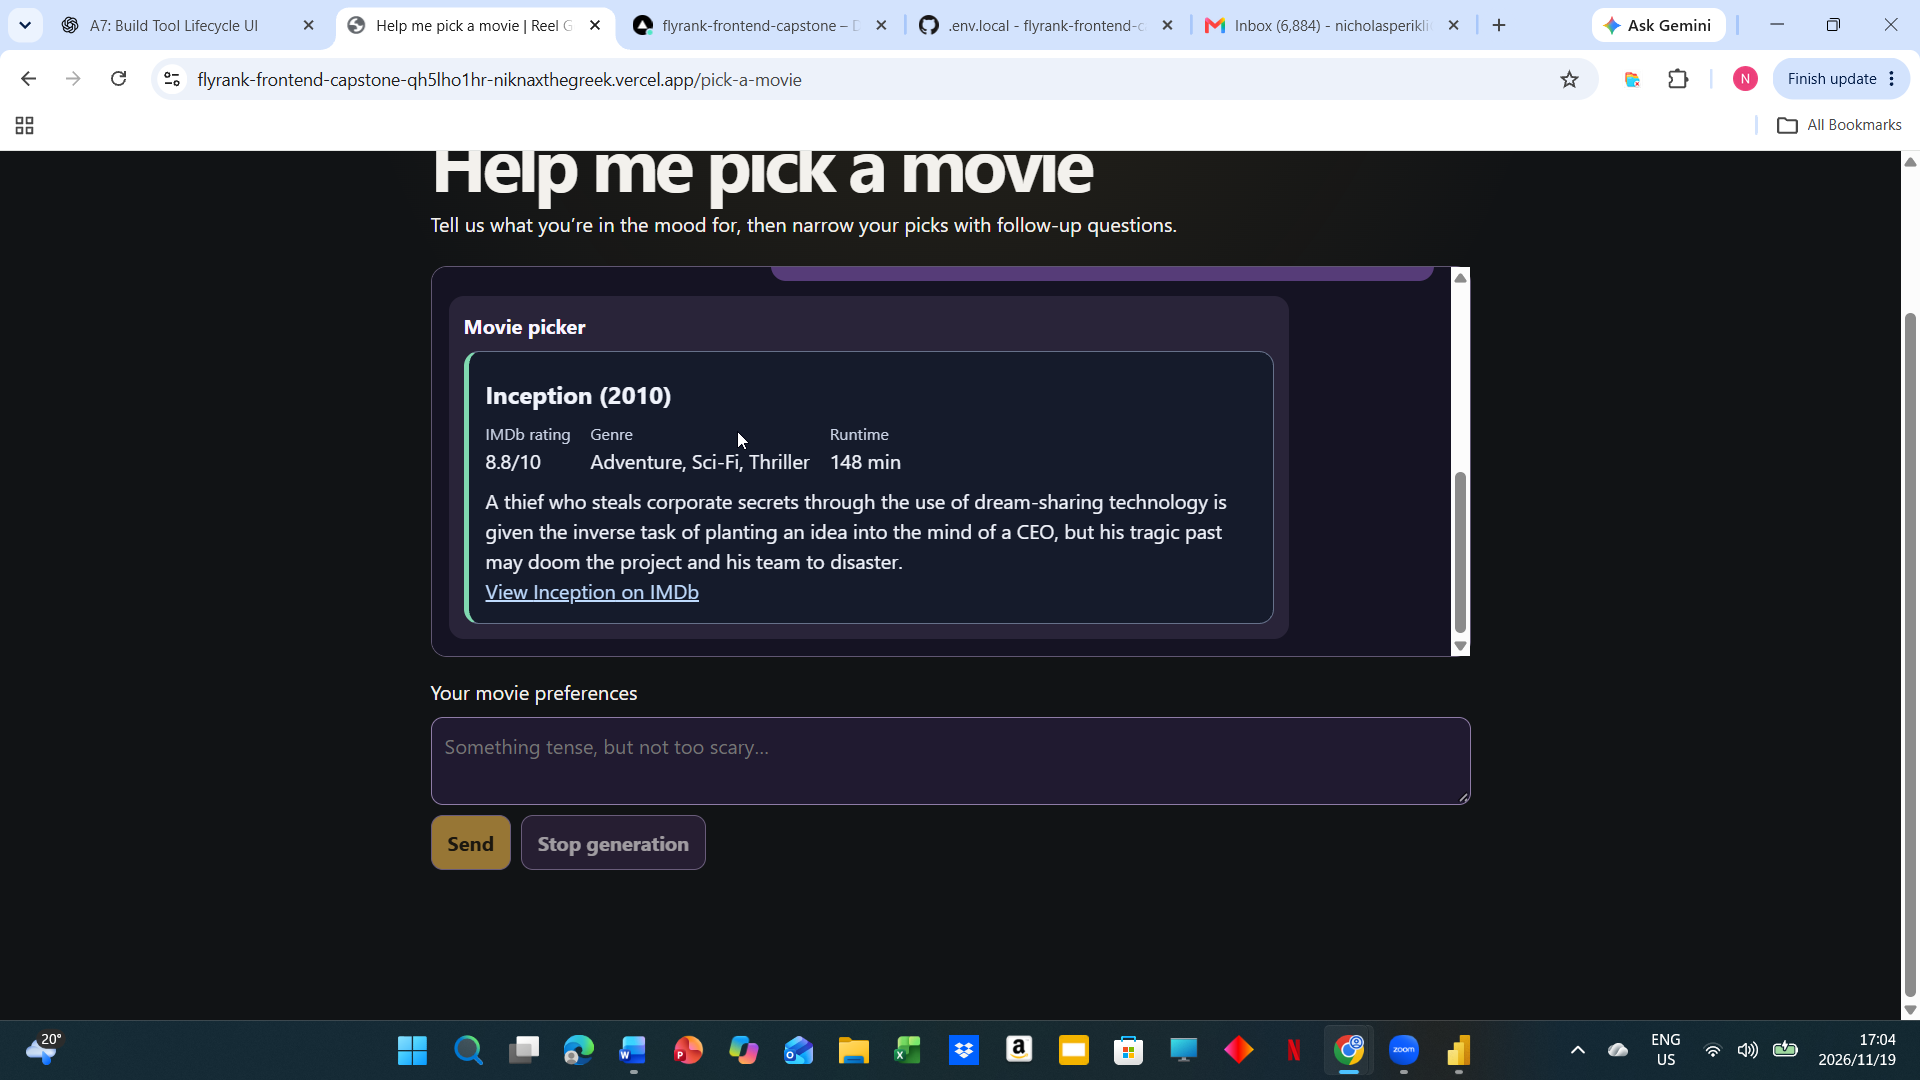 A7: Build Tool Lifecycle UI
Help me pick a movie | Reel G
flyrank-frontend-capstone – D
.env.local - flyrank-frontend-c
Inbox (6,884) - nicholasperikli
Ask Gemini
flyrank-frontend-capstone-qh5lho1hr-niknaxthegreek.vercel.app/pick-a-movie
N
Finish update
All Bookmarks
Help me pick a movie
Tell us what you’re in the mood for, then narrow your picks with follow-up questions.
Movie picker
Inception (2010)
IMDb rating Genre Runtime
8.8/10 Adventure, Sci-Fi, Thriller 148 min
A thief who steals corporate secrets through the use of dream-sharing technology is
given the inverse task of planting an idea into the mind of a CEO, but his tragic past
may doom the project and his team to disaster.
View Inception on IMDb
Your movie preferences
Something tense, but not too scary...
Send Stop generation
20°
W
P
a
N
zoom
ENG
US
17:04
2026/11/19